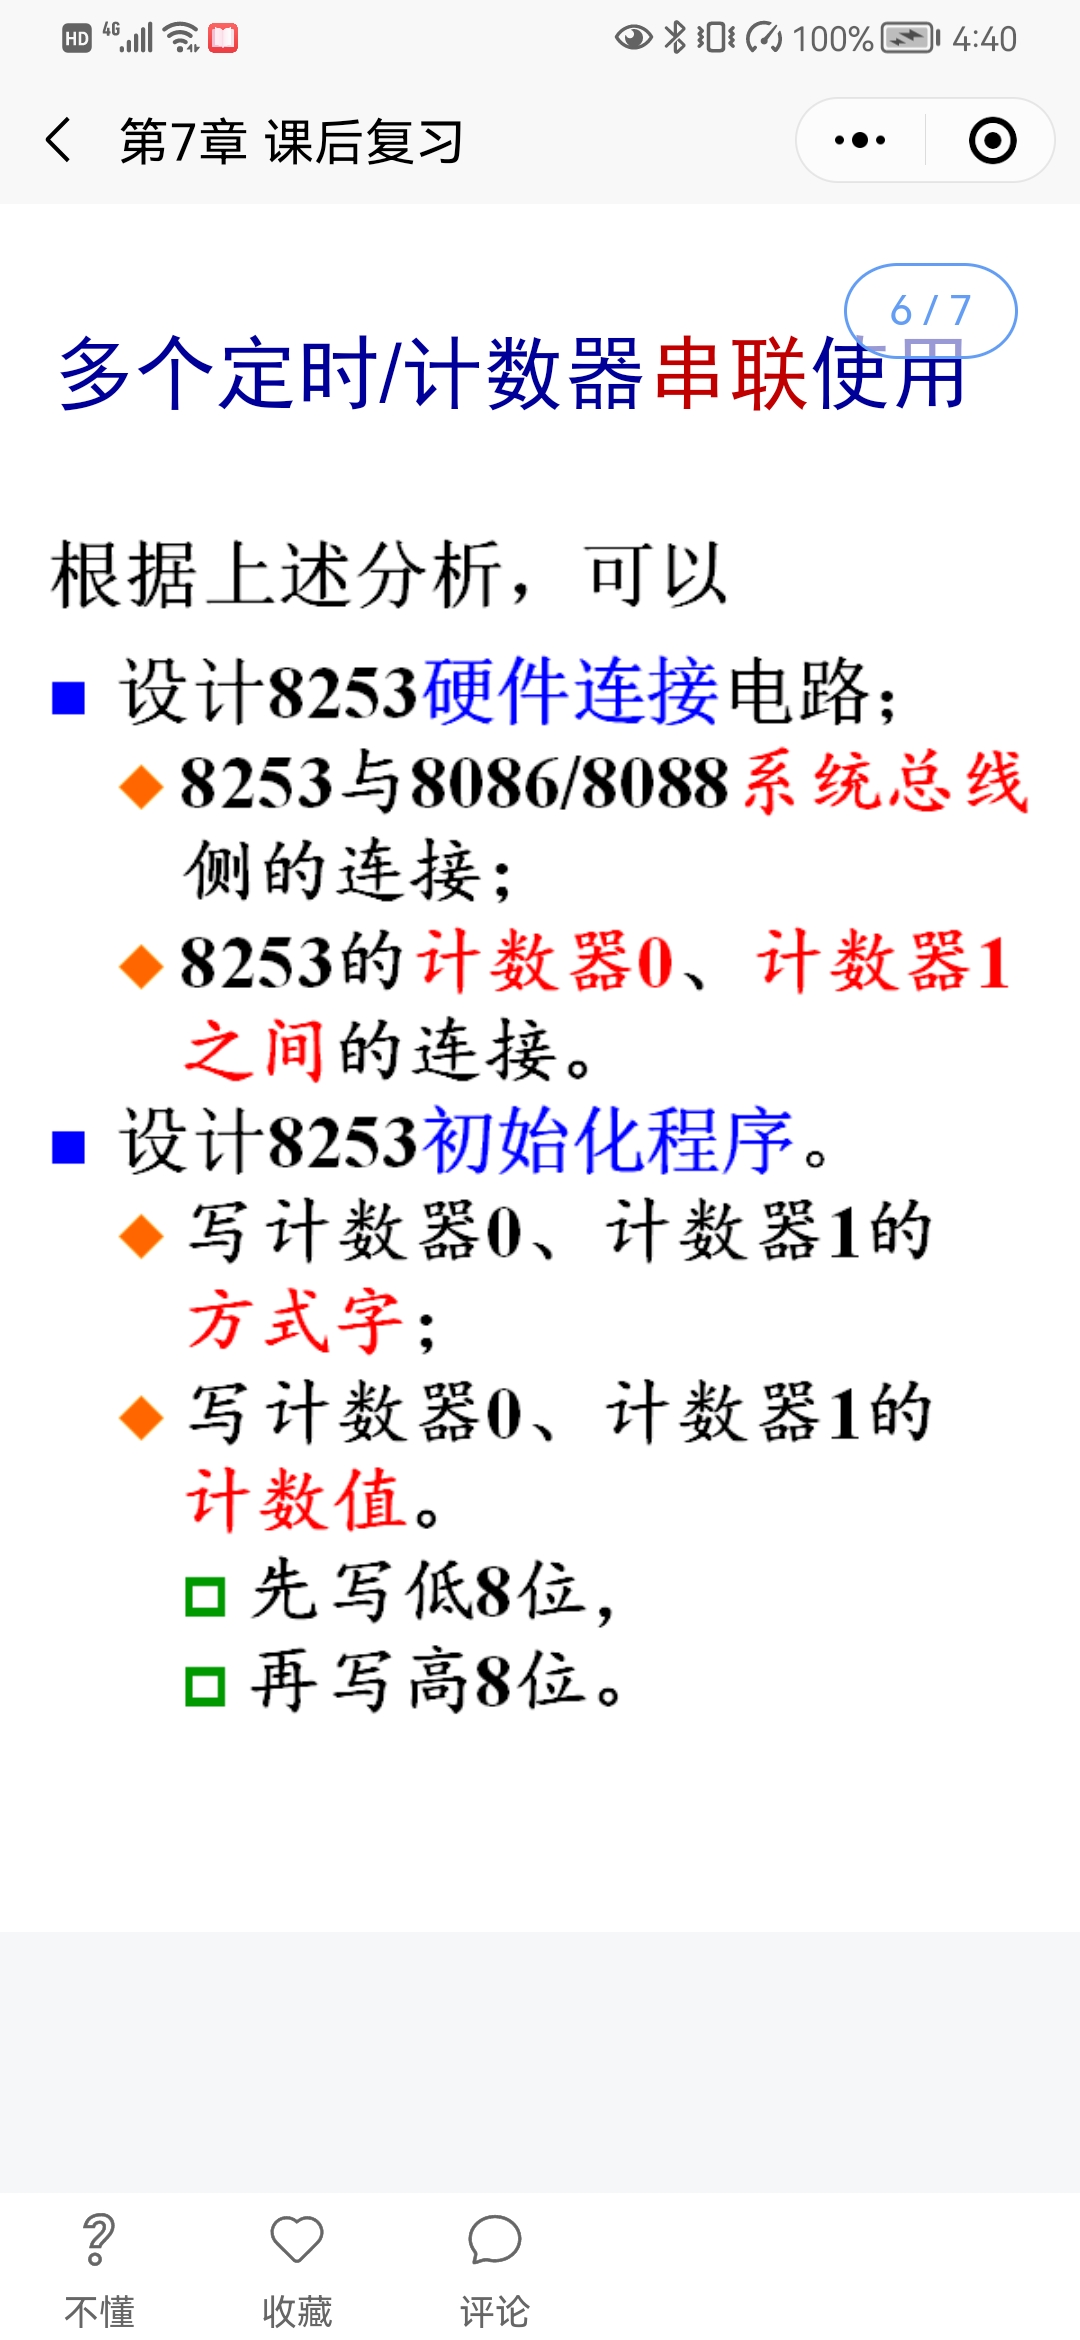 HD 4G 100% 4:40
第7章 课后复习
6 / 7
多个定时/计数器串联使用
根据上述分析，可以
设计8253硬件连接电路；
8253与8086/8088系统总线
侧的连接；
8253的计数器0、计数器1
之间的连接。
设计8253初始化程序。
写计数器0、计数器1的
方式字；
写计数器0、计数器1的
计数值。
先写低8位，
再写高8位。
不懂 收藏 评论